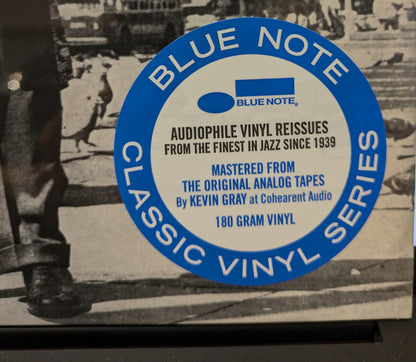 BLUE NOTE
BLUE NOTE®
AUDIOPHILE VINYL REISSUES
FROM THE FINEST IN JAZZ SINCE 1939
MASTERED FROM
THE ORIGINAL ANALOG TAPES
By KEVIN GRAY at Cohearent Audio
180 GRAM VINYL
CLASSIC VINYL SERIES